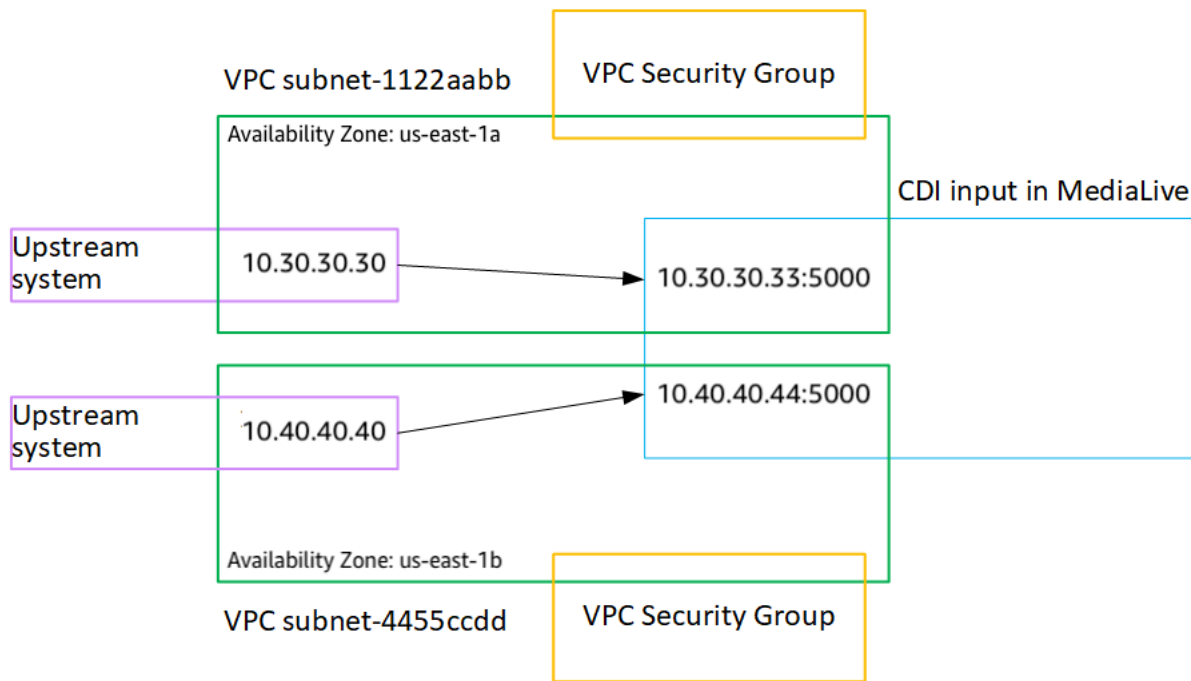 VPC subnet-1122aabb
VPC Security Group
Availability Zone: us-east-1a
CDI input in MediaLive
Upstream
system
10.30.30.30
10.30.30.33:5000
10.40.40.44:5000
Upstream
system
10.40.40.40
Availability Zone: us-east-1b
VPC subnet-4455ccdd
VPC Security Group